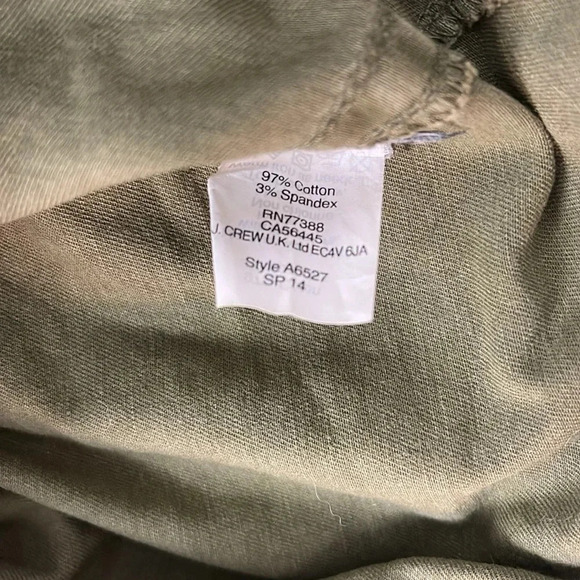 97% Cotton
3% Spandex
RN77388
CA56445
J. CREW U.K. Ltd EC4V 6JA
Style A6527
SP 14